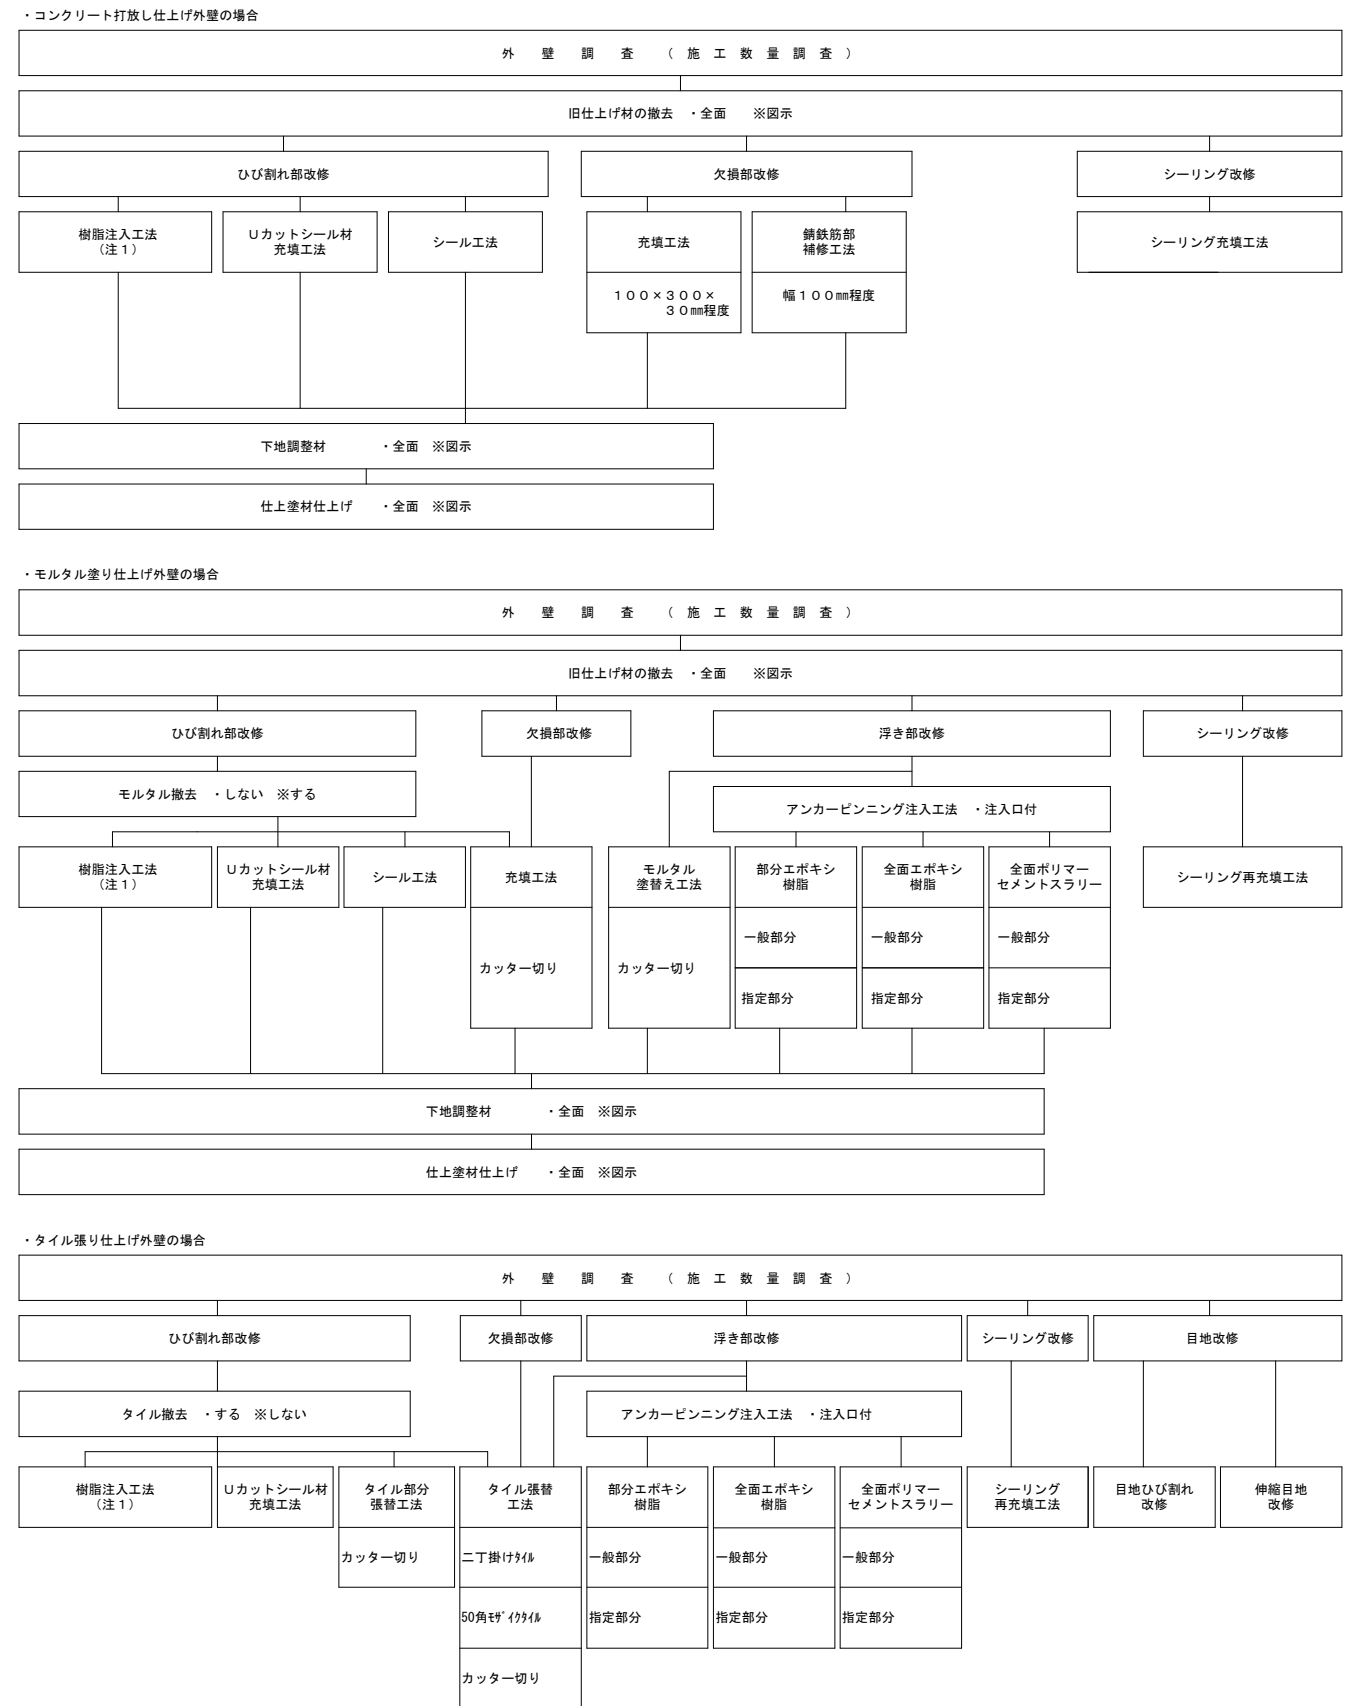 ・コンクリート打放し仕上げ外壁の場合
外　壁　調　査　（ 施 工 数 量 調 査 ）
旧仕上げ材の撤去　・全面　　※図示
ひび割れ部改修
欠損部改修
シーリング改修
樹脂注入工法
（注１）
Ｕカットシール材
充填工法
シール工法
充填工法
錆鉄筋部
補修工法
シーリング充填工法
１００×３００×
３０㎜程度
幅１００㎜程度
下地調整材　　　　・全面　※図示
仕上塗材仕上げ　　・全面　※図示
・モルタル塗り仕上げ外壁の場合
外　壁　調　査　（ 施 工 数 量 調 査 ）
旧仕上げ材の撤去　・全面　　※図示
ひび割れ部改修
欠損部改修
浮き部改修
シーリング改修
モルタル撤去　・しない　※する
アンカーピンニング注入工法　・注入口付
樹脂注入工法
（注１）
Ｕカットシール材
充填工法
シール工法
充填工法
モルタル
塗替え工法
部分エポキシ
樹脂
全面エポキシ
樹脂
全面ポリマー
セメントスラリー
シーリング再充填工法
カッター切り
カッター切り
一般部分
一般部分
一般部分
指定部分
指定部分
指定部分
下地調整材　　　　・全面　※図示
仕上塗材仕上げ　　・全面　※図示
・タイル張り仕上げ外壁の場合
外　壁　調　査　（ 施 工 数 量 調 査 ）
ひび割れ部改修
欠損部改修
浮き部改修
シーリング改修
目地改修
タイル撤去　・する　※しない
アンカーピンニング注入工法　・注入口付
樹脂注入工法
（注１）
Ｕカットシール材
充填工法
タイル部分
張替工法
タイル張替
工法
部分エポキシ
樹脂
全面エポキシ
樹脂
全面ポリマー
セメントスラリー
シーリング
再充填工法
目地ひび割れ
改修
伸縮目地
改修
カッター切り
二丁掛けﾀｲﾙ
一般部分
一般部分
一般部分
50角ﾓｻﾞｲｸﾀｲﾙ
指定部分
指定部分
指定部分
カッター切り